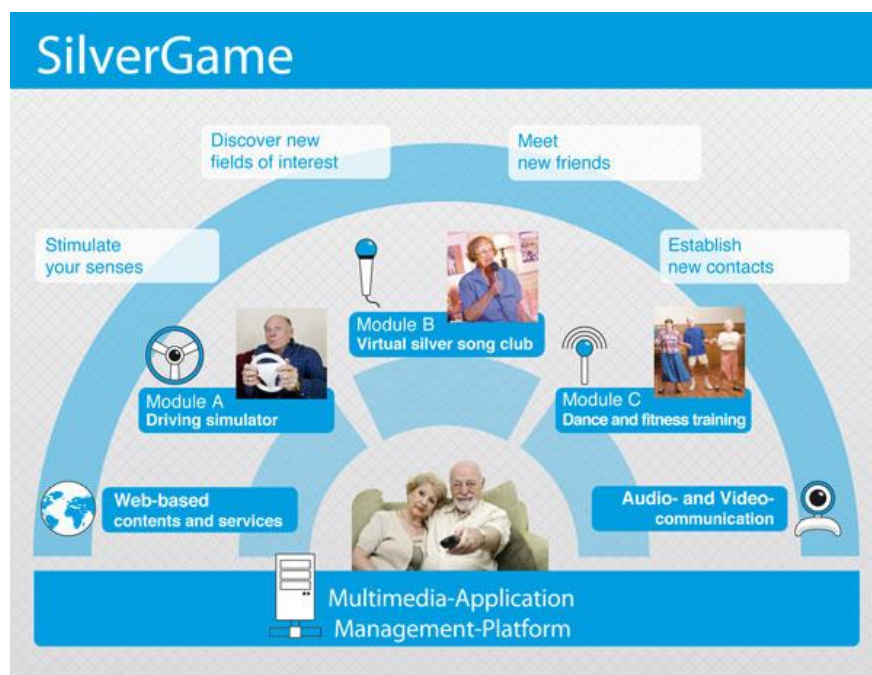 SilverGame
Discover new
fields of interest
Meet
new friends
Stimulate
your senses
Establish
new contacts
Module B
Virtual silver song club
Module A
Driving simulator
Module C
Dance and fitness training
Web-based
contents and services
Audio- and Video-
communication
Multimedia-Application
Management-Platform